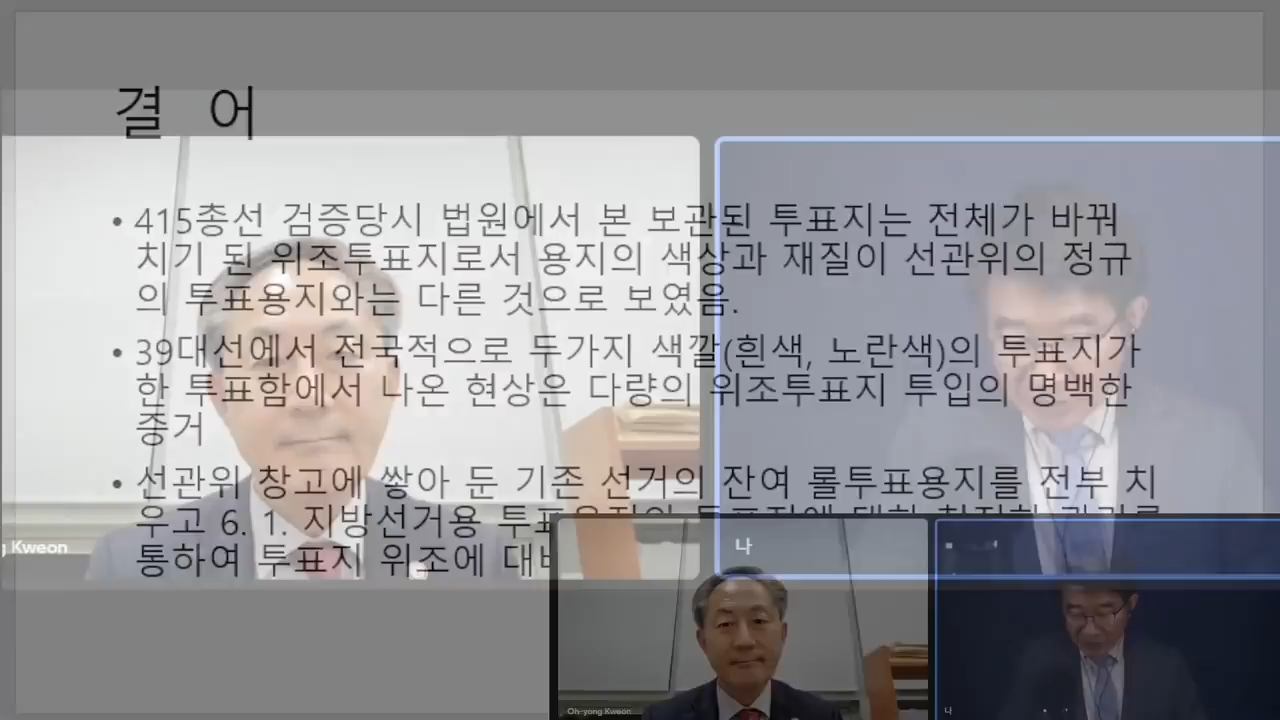 결 어
• 415총선 검증당시 법원에서 본 보관된 투표지는 전체가 바꿔
치기 된 위조투표지로서 용지의 색상과 재질이 선관위의 정규
의 투표용지와는 다른 것으로 보였음.
• 39대선에서 전국적으로 두가지 색깔(흰색, 노란색)의 투표지가
한 투표함에서 나온 현상은 다량의 위조투표지 투입의 명백한
증거
• 선관위 창고에 쌓아 둔 기존 선거의 잔여 롤투표용지를 전부 치
우고 6. 1. 지방선거용
통하여 투표지 위조에
Kweon
나
Oh-yong Kweon
나